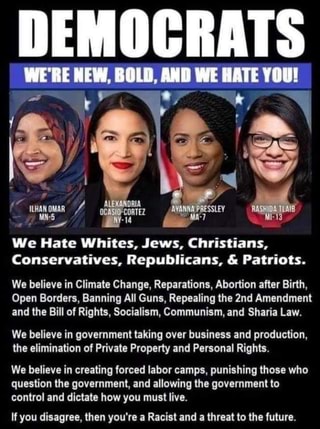 DEMOCRATS
WE'RE NEW, BOLD, AND WE HATE YOU!
ILHAN OMAR
MN-5
ALEXANDRIA
OCASIO-CORTEZ
NY-14
AYANNA PRESSLEY
MA-7
RASHIDA TLAIB
MI-13
We Hate Whites, Jews, Christians,
Conservatives, Republicans, & Patriots.
We believe in Climate Change, Reparations, Abortion after Birth,
Open Borders, Banning All Guns, Repealing the 2nd Amendment
and the Bill of Rights, Socialism, Communism, and Sharia Law.
We believe in government taking over business and production,
the elimination of Private Property and Personal Rights.
We believe in creating forced labor camps, punishing those who
question the government, and allowing the government to
control and dictate how you must live.
If you disagree, then you're a Racist and a threat to the future.